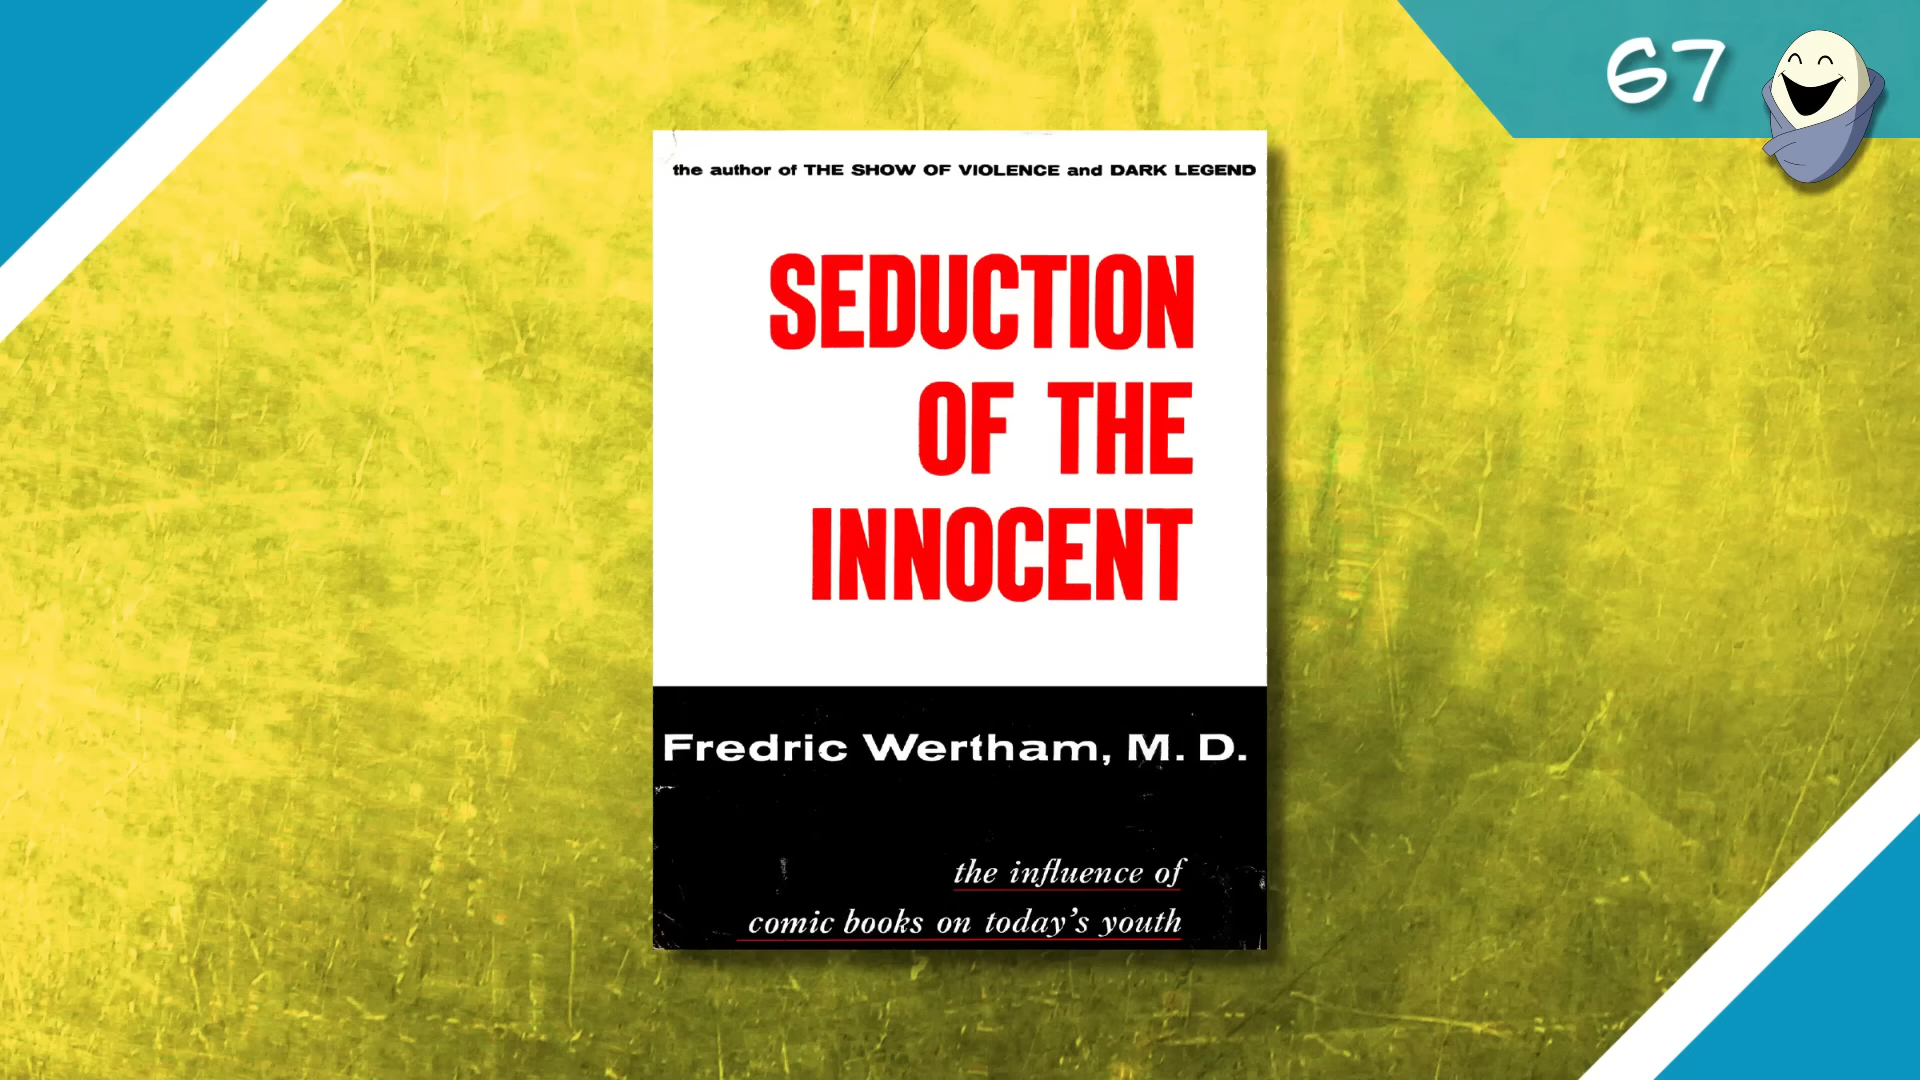 67
the author of THE SHOW OF VIOLENCE and DARK LEGEND
SEDUCTION
OF THE
INNOCENT
Fredric Wertham, M. D.
the influence of
comic books on today's youth